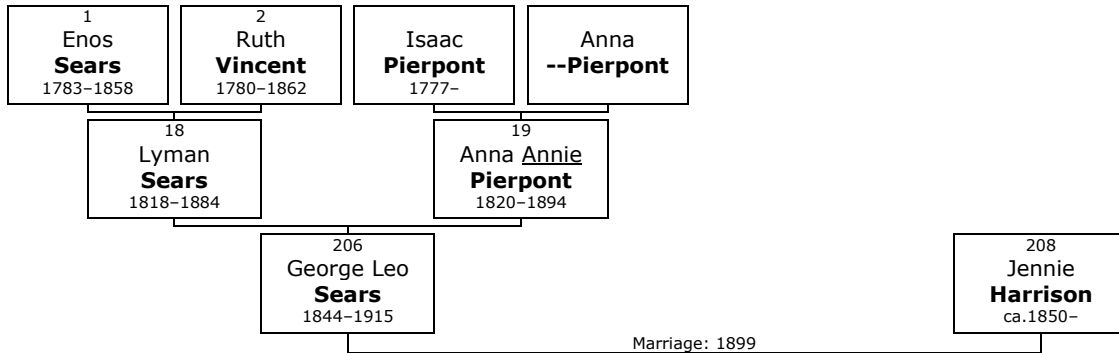 1
Enos
Sears
1783–1858
2
Ruth
Vincent
1780–1862
Isaac
Pierpont
1777–
Anna
--Pierpont
18
Lyman
Sears
1818–1884
19
Anna Annie
Pierpont
1820–1894
206
George Leo
Sears
1844–1915
208
Jennie
Harrison
ca.1850–
Marriage: 1899